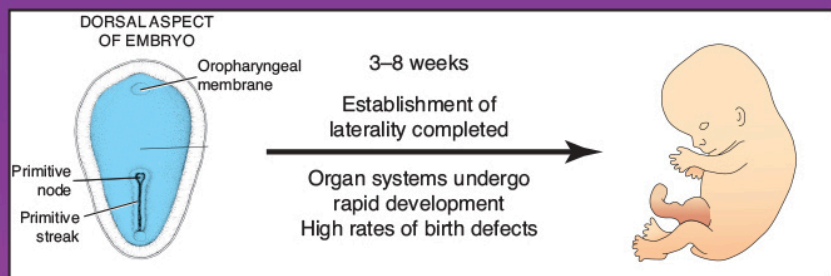 DORSAL ASPECT
OF EMBRYO
Oropharyngeal
membrane
Primitive
node
Primitive
streak
3–8 weeks
Establishment of
laterality completed
Organ systems undergo
rapid development
High rates of birth defects